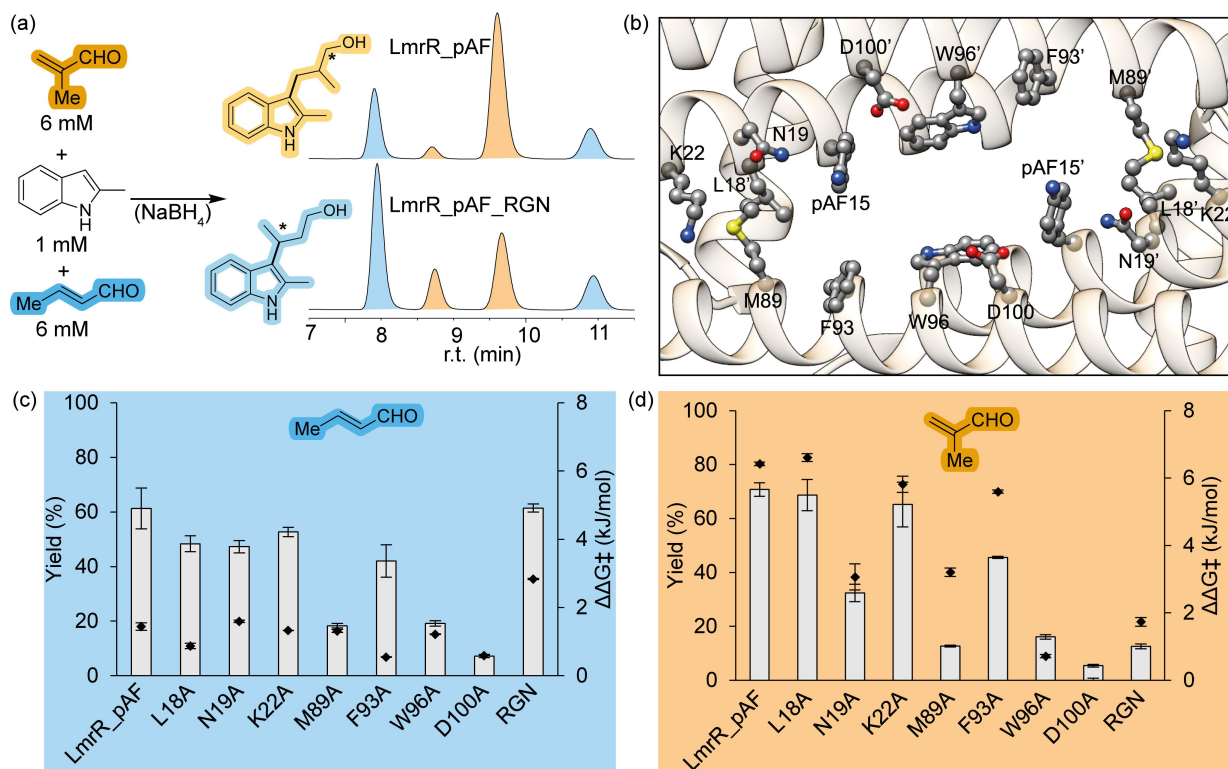 (a)
CHO
Me
6 mM
+
N
H
1 mM
+
Me
CHO
6 mM
(NaBH4)
OH
*
N
H
OH
*
N
H
LmrR_pAF
LmrR_pAF_RGN
7 8 9 10 11
r.t. (min)
(b)
D100’
W96’
F93’
M89’
N19
K22
L18’
pAF15
pAF15’
L18’
K22’
N19’
M89
F93
W96
D100
(c)
Me
CHO
Yield (%)
100
80
60
40
20
0
8
6
4
2
0
ΔΔG‡ (kJ/mol)
LmrR_pAF
L18A
N19A
K22A
M89A
F93A
W96A
D100A
RGN
(d)
CHO
Me
Yield (%)
100
80
60
40
20
0
8
6
4
2
0
ΔΔG‡ (kJ/mol)
LmrR_pAF
L18A
N19A
K22A
M89A
F93A
W96A
D100A
RGN